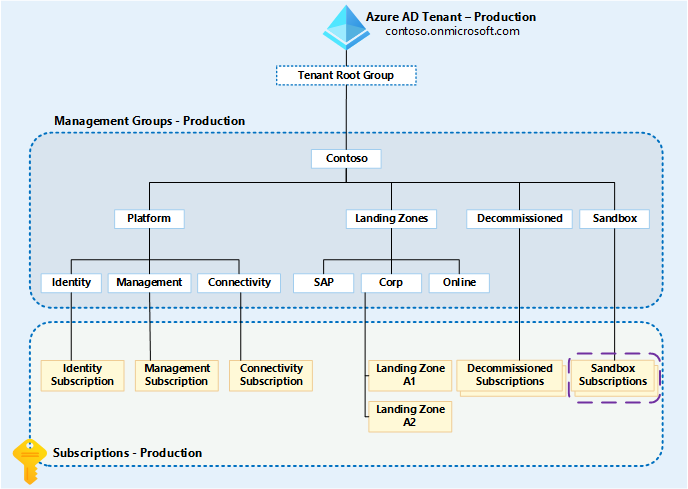 Azure AD Tenant – Production
contoso.onmicrosoft.com
Tenant Root Group
Management Groups - Production
Contoso
Platform
Landing Zones
Decommissioned
Sandbox
Identity
Management
Connectivity
SAP
Corp
Online
Identity
Subscription
Management
Subscription
Connectivity
Subscription
Landing Zone
A1
Decommissioned
Subscriptions
Sandbox
Subscriptions
Landing Zone
A2
Subscriptions - Production